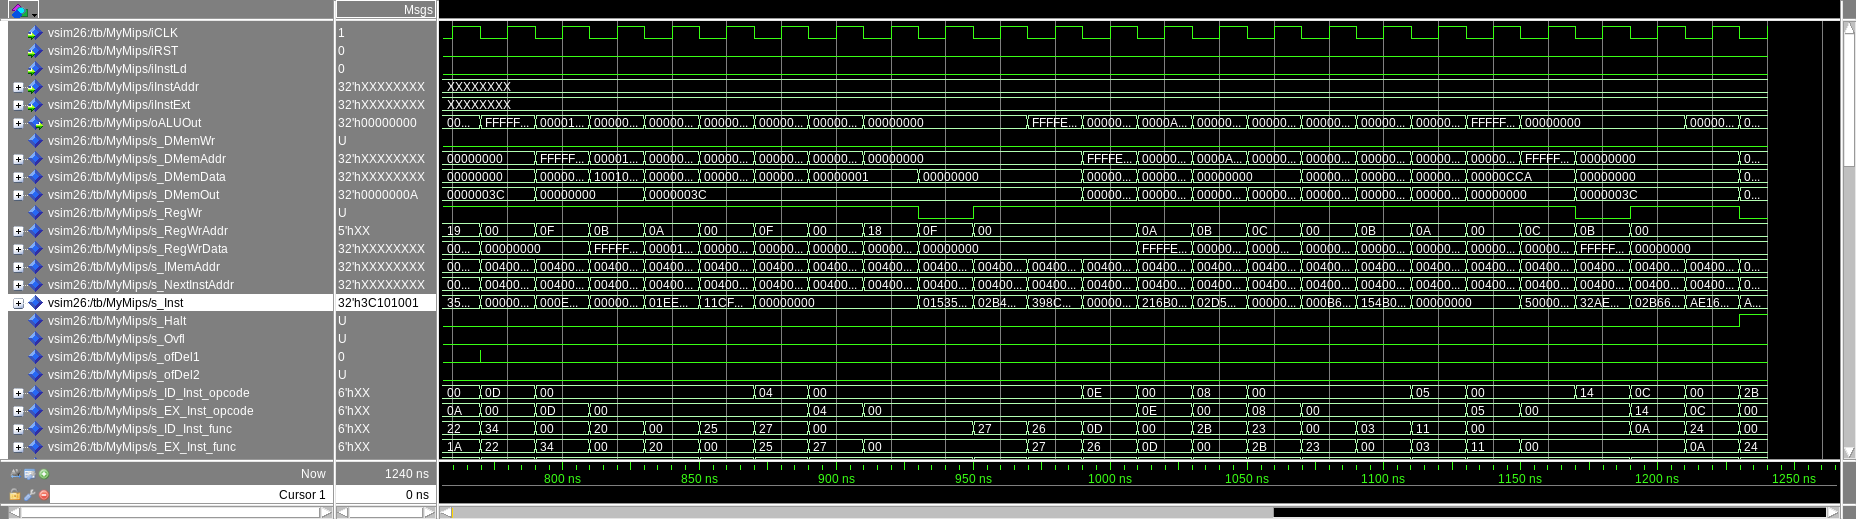 Msgs
vsim26:/tb/MyMips/iCLK 1
vsim26:/tb/MyMips/iRST 0
vsim26:/tb/MyMips/iInstLd 0
vsim26:/tb/MyMips/iInstAddr 32'hXXXXXXXX XXXXXXXX
vsim26:/tb/MyMips/iInstExt 32'hXXXXXXXX XXXXXXXX
vsim26:/tb/MyMips/oALUOut 32'h00000000 00... FFFFF... 00001... 00000... 00000... 00000... 00000... 00000... 00000000 FFFFE... 00000... 0000A... 00000... 00000... 00000... 00000... 00000... FFFFF... 00000000 00000... 0...
vsim26:/tb/MyMips/s_DMemWr U
vsim26:/tb/MyMips/s_DMemAddr 32'hXXXXXXXX 00000000 FFFFF... 00001... 00000... 00000... 00000... 00000... 00000000 FFFFE... 00000... 0000A... 00000... 00000... 00000... 00000... 00000... FFFFF... 00000000 0...
vsim26:/tb/MyMips/s_DMemData 32'hXXXXXXXX 00000000 00000... 10010... 00000... 00000... 00000... 00000001 00000000 00000... 00000... 00000000 00000... 00000... 00000... 00000CCA 00000000 0...
vsim26:/tb/MyMips/s_DMemOut 32'h0000000A 0000003C 00000000 0000003C 00000... 00000... 00000... 00000... 00000... 00000... 00000... 00000000 0000003C 0...
vsim26:/tb/MyMips/s_RegWr U
vsim26:/tb/MyMips/s_RegWrAddr 5'hXX 19 00 0F 0B 0A 00 0F 00 18 0F 00 0A 0B 0C 00 0B 0A 00 0C 0B 00
vsim26:/tb/MyMips/s_RegWrData 32'hXXXXXXXX 00... 00000000 FFFFF... 00001... 00000... 00000... 00000... 00000... 00000000 FFFFE... 00000... 0000... 00000... 00000... 00000... 00000... 00000... FFFFF... 00000000
vsim26:/tb/MyMips/s_IMemAddr 32'hXXXXXXXX 00... 00400... 00400... 00400... 00400... 00400... 00400... 00400... 00400... 00400... 00400... 00400... 00400... 00400... 00400... 00400... 00400... 00400... 00400... 00400... 00400... 00400... 00400... 00400... 0...
vsim26:/tb/MyMips/s_NextInstAddr 32'hXXXXXXXX 00... 00400... 00400... 00400... 00400... 00400... 00400... 00400... 00400... 00400... 00400... 00400... 00400... 00400... 00400... 00400... 00400... 00400... 00400... 00400... 00400... 00400... 00400... 00400... 0...
vsim26:/tb/MyMips/s_Inst 32'h3C101001 35... 00000... 000E... 00000... 01EE... 11CF... 00000000 01535... 02B4... 398C... 00000... 216B0... 02D5... 00000... 000B6... 154B0... 00000000 50000... 32AE... 02B66... AE16... A...
vsim26:/tb/MyMips/s_Halt U
vsim26:/tb/MyMips/s_Ovfl U
vsim26:/tb/MyMips/s_ofDel1 0
vsim26:/tb/MyMips/s_ofDel2 U
vsim26:/tb/MyMips/s_ID_Inst_opcode 6'hXX 00 0D 00 04 00 0E 00 08 00 05 00 14 0C 00 2B
vsim26:/tb/MyMips/s_EX_Inst_opcode 6'hXX 0A 00 0D 00 04 00 0E 00 08 00 05 00 14 0C 00
vsim26:/tb/MyMips/s_ID_Inst_func 6'hXX 22 34 00 20 00 25 27 00 27 26 0D 00 2B 23 00 03 11 00 0A 24 00
vsim26:/tb/MyMips/s_EX_Inst_func 6'hXX 1A 22 34 00 20 00 25 27 00 27 26 0D 00 2B 23 00 03 11 00 0A 24
Now 1240 ns 800 ns 850 ns 900 ns 950 ns 1000 ns 1050 ns 1100 ns 1150 ns 1200 ns 1250 ns
Cursor 1 0 ns